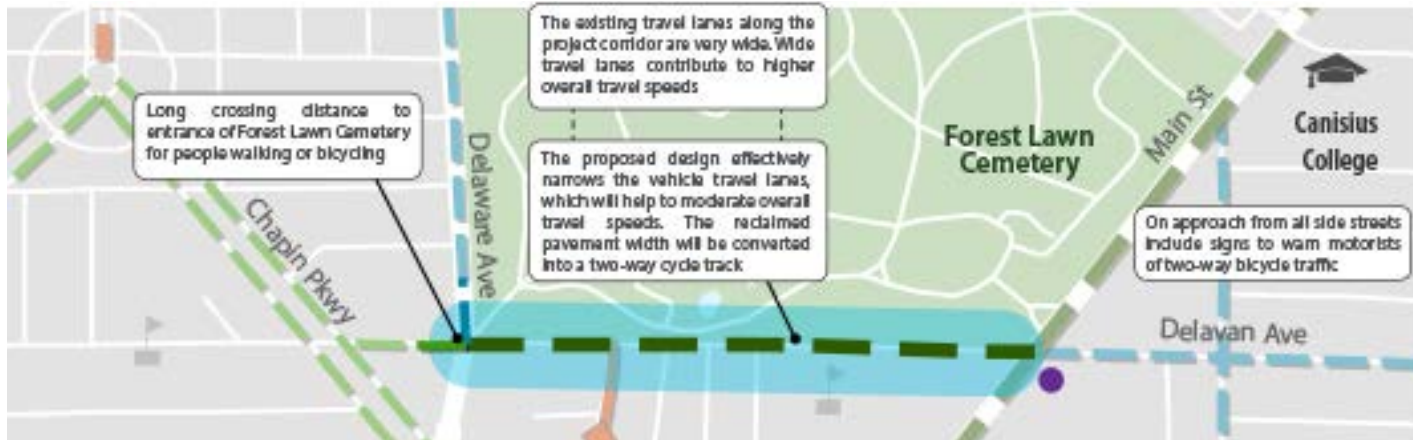 The existing travel lanes along the
project corridor are very wide. Wide
travel lanes contribute to higher
overall travel speeds
Long crossing distance to
entrance of Forest Lawn Cemetery
for people walking or bicycling
The proposed design effectively
narrows the vehicle travel lanes,
which will help to moderate overall
travel speeds. The reclaimed
pavement width will be converted
into a two-way cycle track
Forest Lawn
Cemetery
Main St
Canisius
College
On approach from all side streets
include signs to warn motorists
of two-way bicycle traffic
Delaware Ave
Chapin Pkwy
Delavan Ave